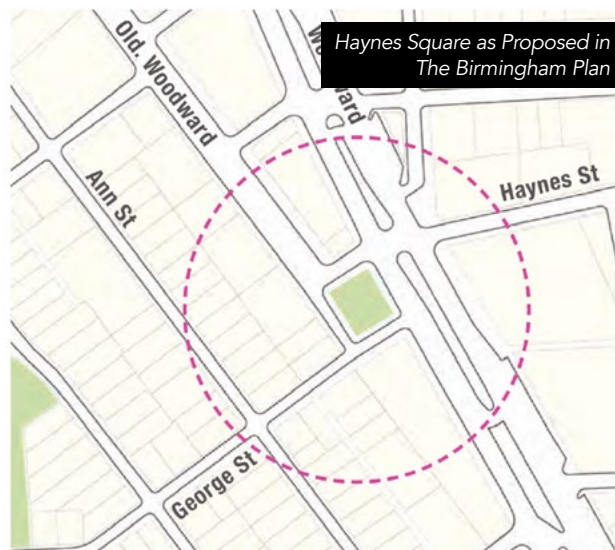 Haynes Square as Proposed in
The Birmingham Plan
Old. Woodward
Ann St
Haynes St
George St